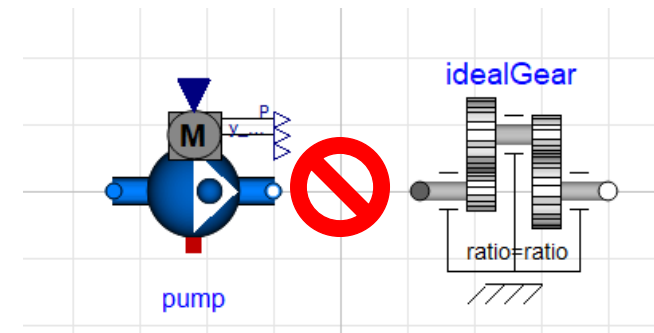 idealGear
P
y_...
M
ratio=ratio
pump